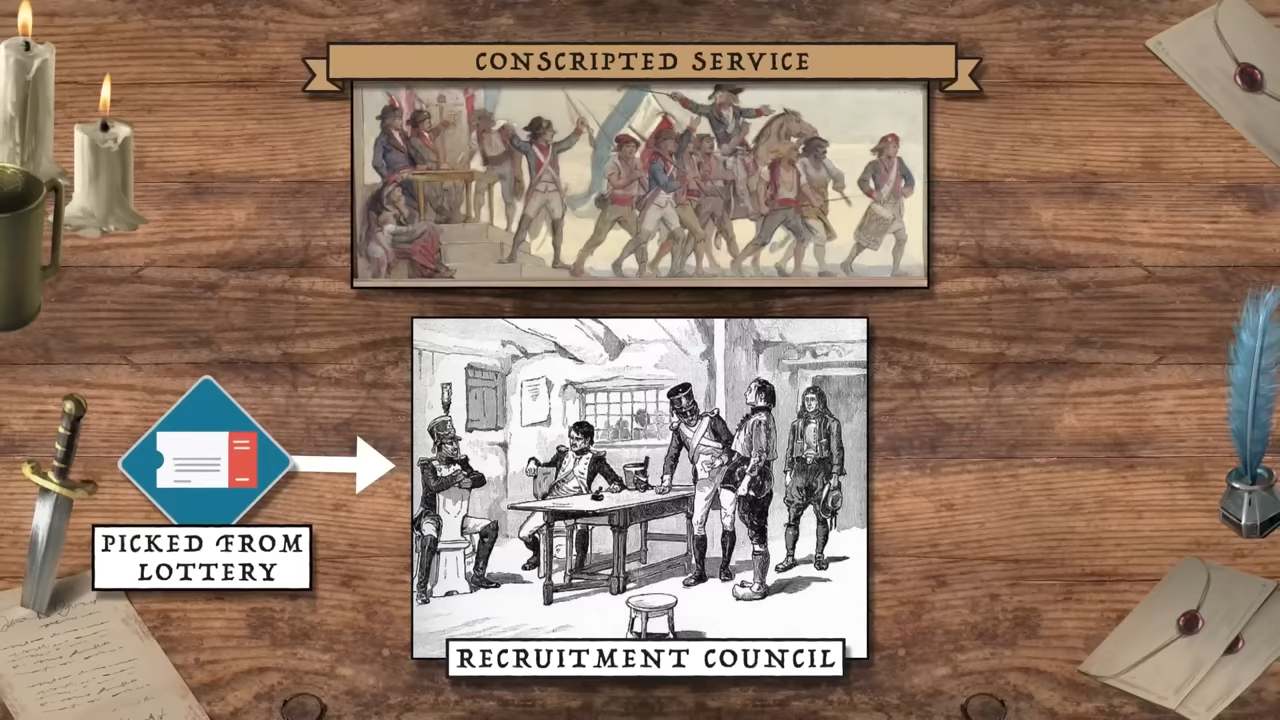 CONSCRIPTED SERVICE
PICKED FROM
LOTTERY
RECRUITMENT COUNCIL